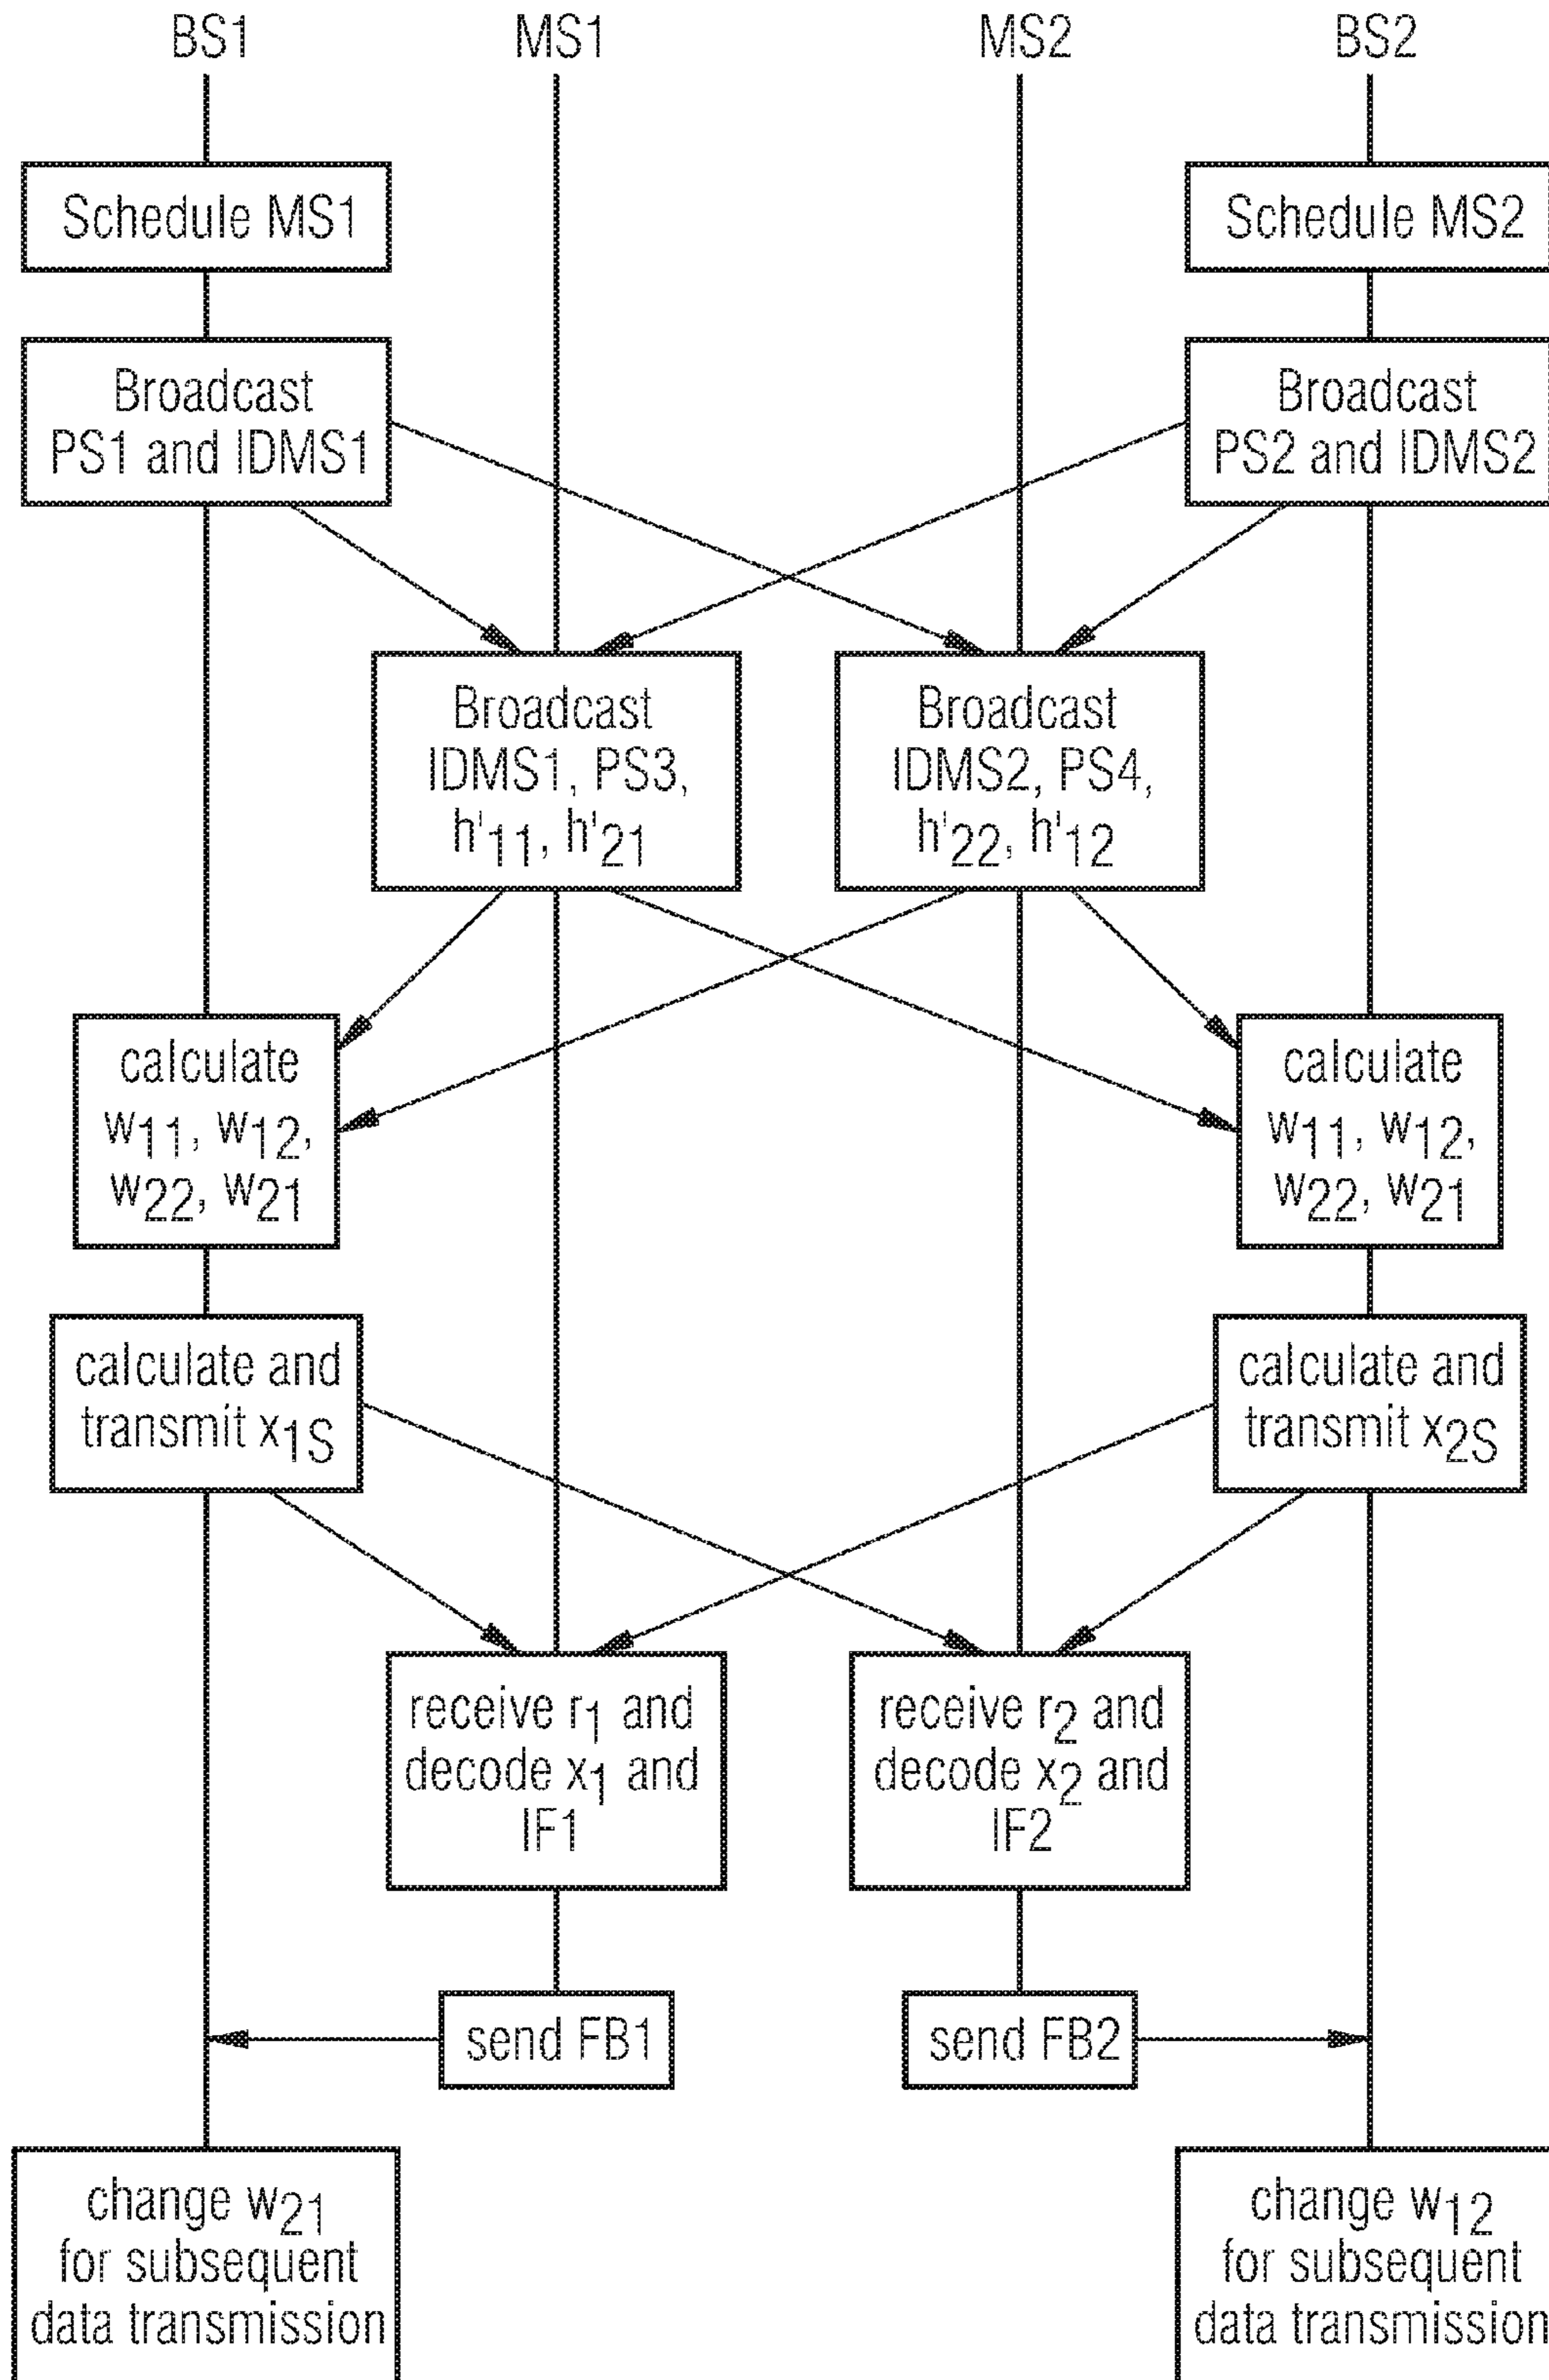 BS1
MS1
MS2
BS2
Schedule MS1
Schedule MS2
Broadcast
PS1 and IDMS1
Broadcast
PS2 and IDMS2
Broadcast
IDMS1, PS3,
h'11, h'21
Broadcast
IDMS2, PS4,
h'22, h'12
calculate
w11, w12,
w22, w21
calculate
w11, w12,
w22, w21
calculate and
transmit x1S
calculate and
transmit x2S
receive r1 and
decode x1 and
IF1
receive r2 and
decode x2 and
IF2
send FB1
send FB2
change w21
for subsequent
data transmission
change w12
for subsequent
data transmission